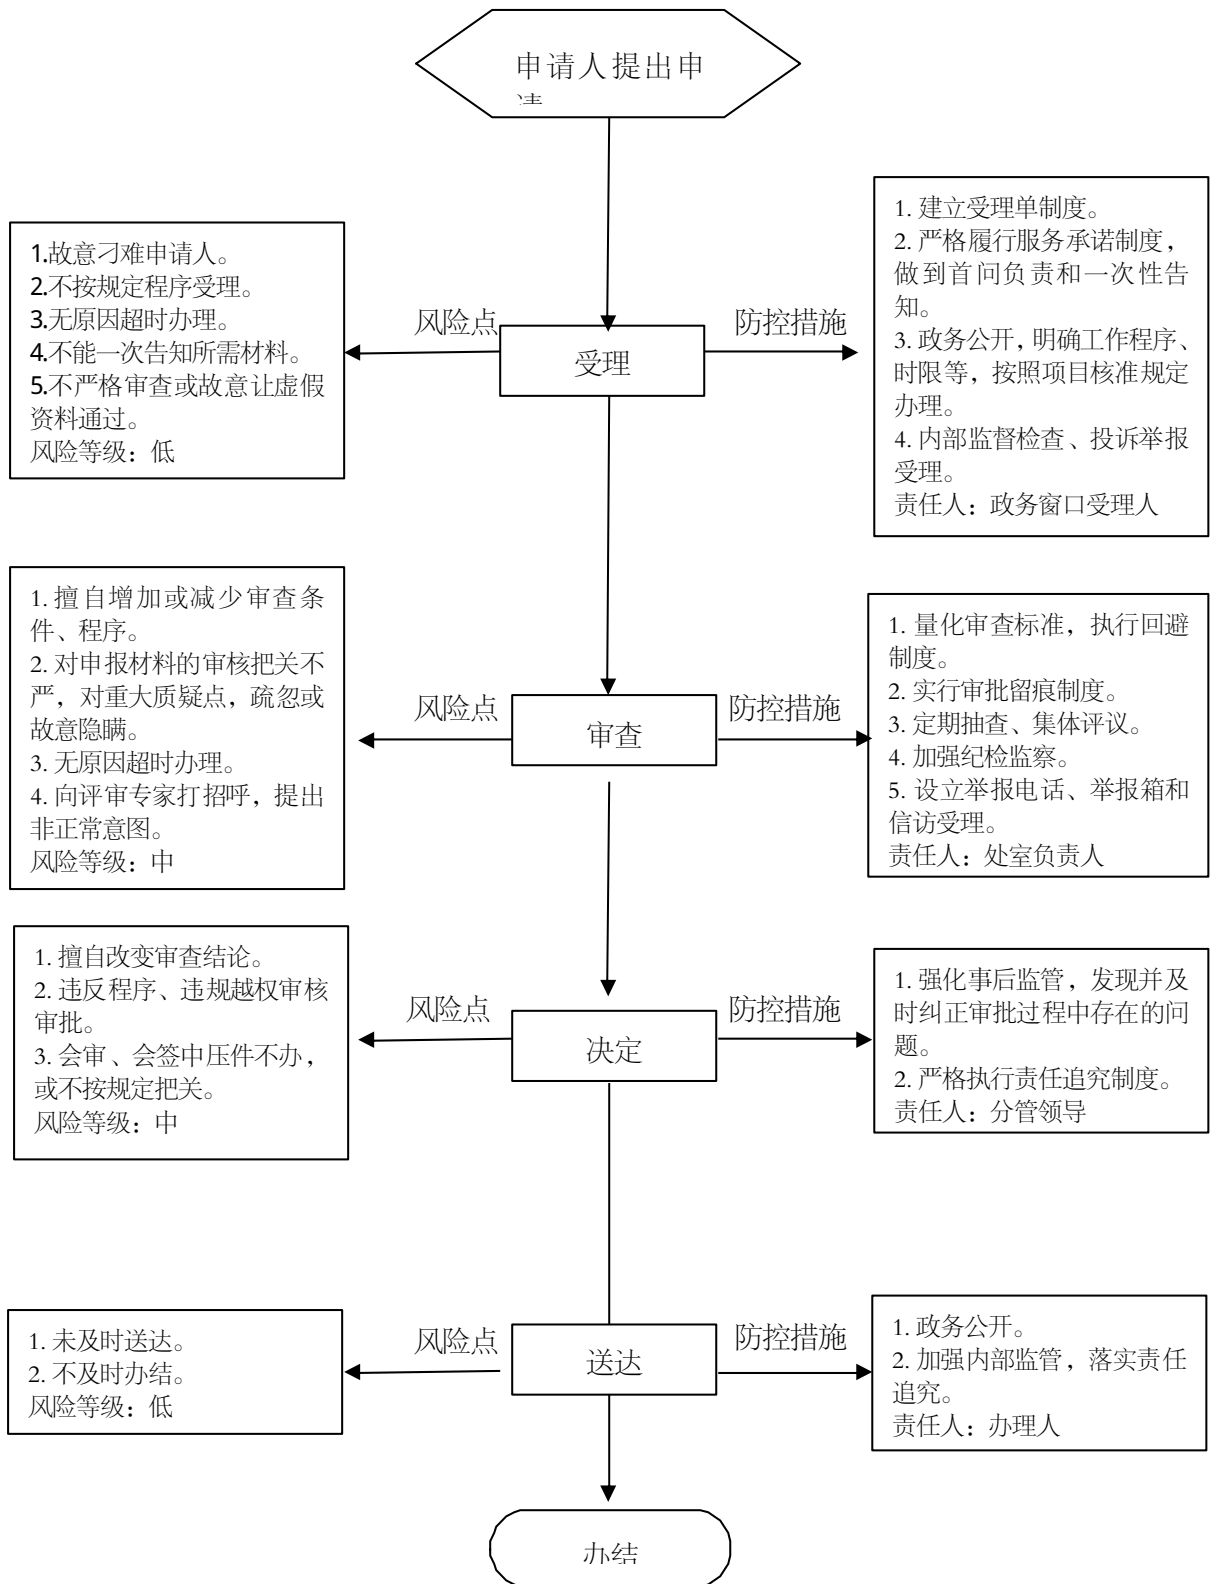 申请人提出申
请
1.故意刁难申请人。
2.不按规定程序受理。
3.无原因超时办理。
4.不能一次告知所需材料。
5.不严格审查或故意让虚假
资料通过。
风险等级：低
风险点
受理
防控措施
1. 建立受理单制度。
2. 严格履行服务承诺制度，
做到首问负责和一次性告
知。
3. 政务公开，明确工作程序、
时限等，按照项目核准规定
办理。
4. 内部监督检查、投诉举报
受理。
责任人：政务窗口受理人
1. 擅自增加或减少审查条
件、程序。
2. 对申报材料的审核把关不
严，对重大质疑点，疏忽或
故意隐瞒。
3. 无原因超时办理。
4. 向评审专家打招呼，提出
非正常意图。
风险等级：中
风险点
审查
防控措施
1. 量化审查标准，执行回避
制度。
2. 实行审批留痕制度。
3. 定期抽查、集体评议。
4. 加强纪检监察。
5. 设立举报电话、举报箱和
信访受理。
责任人：处室负责人
1. 擅自改变审查结论。
2. 违反程序、违规越权审核
审批。
3. 会审、会签中压件不办，
或不按规定把关。
风险等级：中
风险点
决定
防控措施
1. 强化事后监管，发现并及
时纠正审批过程中存在的问
题。
2. 严格执行责任追究制度。
责任人：分管领导
1. 未及时送达。
2. 不及时办结。
风险等级：低
风险点
送达
防控措施
1. 政务公开。
2. 加强内部监管，落实责任
追究。
责任人：办理人
办结